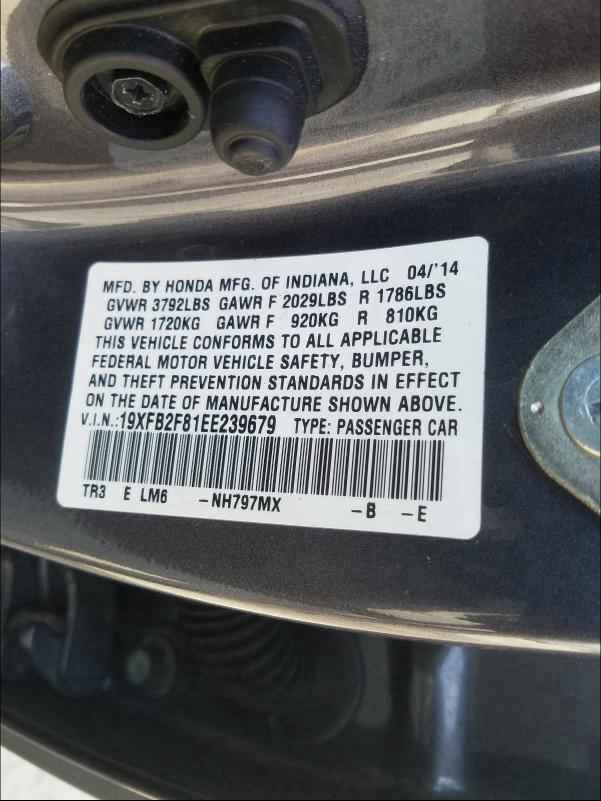 MFD. BY HONDA MFG. OF INDIANA, LLC 04/'14
GVWR 3792LBS GAWR F 2029LBS R 1786LBS
GVWR 1720KG GAWR F 920KG R 810KG
THIS VEHICLE CONFORMS TO ALL APPLICABLE
FEDERAL MOTOR VEHICLE SAFETY, BUMPER,
AND THEFT PREVENTION STANDARDS IN EFFECT
ON THE DATE OF MANUFACTURE SHOWN ABOVE.
V.I.N.:19XFB2F81EE239679 TYPE: PASSENGER CAR
TR3 E LM6 -NH797MX -B -E